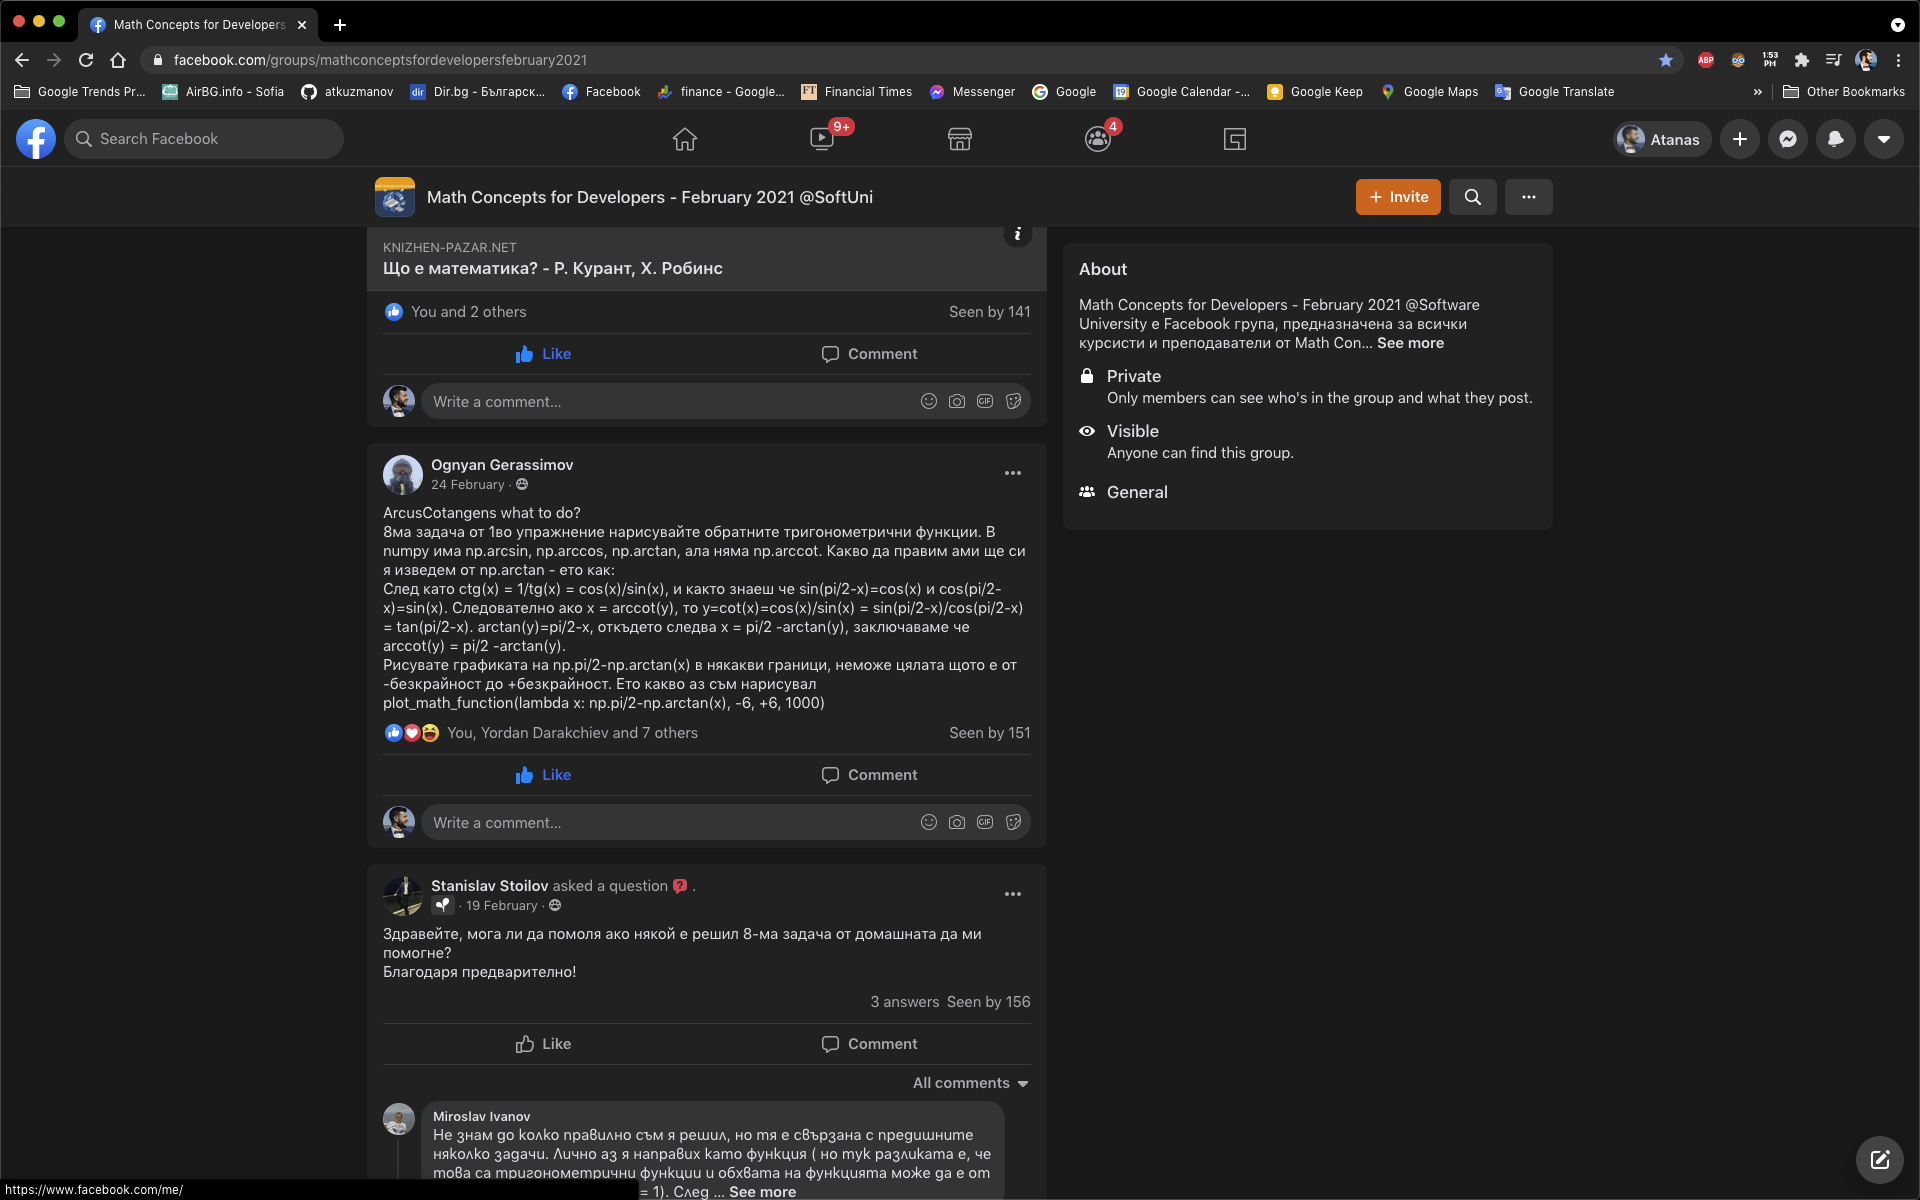 Math Concepts for Developers
facebook.com/groups/mathconceptsfordevelopersfebruary2021
ABP
1:53
PM
Google Trends Pr...
AirBG.info - Sofia
atkuzmanov
dir
Dir.bg - Българск...
Facebook
finance - Google...
FT
Financial Times
Messenger
Google
19
Google Calendar -...
Google Keep
Google Maps
Google Translate
»
Other Bookmarks
Search Facebook
9+
4
Atanas
Math Concepts for Developers - February 2021 @SoftUni
+ Invite
KNIZHEN-PAZAR.NET
Що е математика? - Р. Курант, Х. Робинс
You and 2 others
Seen by 141
Like
Comment
Write a comment...
GIF
Ognyan Gerassimov
24 February ·
ArcusCotangens what to do?
8ма задача от 1во упражнение нарисувайте обратните тригонометрични функции. В
numpy има np.arcsin, np.arccos, np.arctan, ала няма np.arccot. Какво да правим ами ще си
я изведем от np.arctan - ето как:
След като ctg(x) = 1/tg(x) = cos(x)/sin(x), и както знаеш че sin(pi/2-x)=cos(x) и cos(pi/2-
x)=sin(x). Следователно ако x = arccot(y), то y=cot(x)=cos(x)/sin(x) = sin(pi/2-x)/cos(pi/2-x)
= tan(pi/2-x). arctan(y)=pi/2-x, откъдето следва x = pi/2 -arctan(y), заключаваме че
arccot(y) = pi/2 -arctan(y).
Рисувате графиката на np.pi/2-np.arctan(x) в някакви граници, неможе цялата щото е от
-безкрайност до +безкрайност. Ето какво аз съм нарисувал
plot_math_function(lambda x: np.pi/2-np.arctan(x), -6, +6, 1000)
You, Yordan Darakchiev and 7 others
Seen by 151
Like
Comment
Write a comment...
GIF
Stanislav Stoilov asked a question ? .
· 19 February ·
Здравейте, мога ли да помоля ако някой е решил 8-ма задача от домашната да ми
помогне?
Благодаря предварително!
3 answers Seen by 156
Like
Comment
All comments
Miroslav Ivanov
Не знам до колко правилно съм я решил, но тя е свързана с предишните
няколко задачи. Лично аз я направих като функция ( но тук разликата е, че
това са тригонометрични функции и обхвата на функцията може да е от
= 1). След ... See more
About
Math Concepts for Developers - February 2021 @Software
University е Facebook група, предназначена за всички
курсисти и преподаватели от Math Con... See more
Private
Only members can see who's in the group and what they post.
Visible
Anyone can find this group.
General
https://www.facebook.com/me/